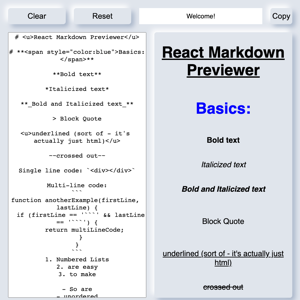 Clear
Reset
Welcome!
Copy
# <u>React Markdown
Previewer</u>
# **<span style="color:blue">Basics:
</span>**
**Bold text**
*Italicized text*
**_Bold and Italicized text_**
> Block Quote
<u>underlined (sort of - it's
actually just html)</u>
--crossed out--
Single line code: `<div></div>`
Multi-line code:
```
function anotherExample(firstLine,
lastLine) {
if (firstLine == '```' && lastLine
== '```') {
return multiLineCode;
}
}
```
1. Numbered Lists
2. are easy
3. to make
- So are
- unordered
React Markdown
Previewer
Basics:
Bold text
Italicized text
Bold and Italicized text
Block Quote
underlined (sort of - it's actually just
html)
crossed out